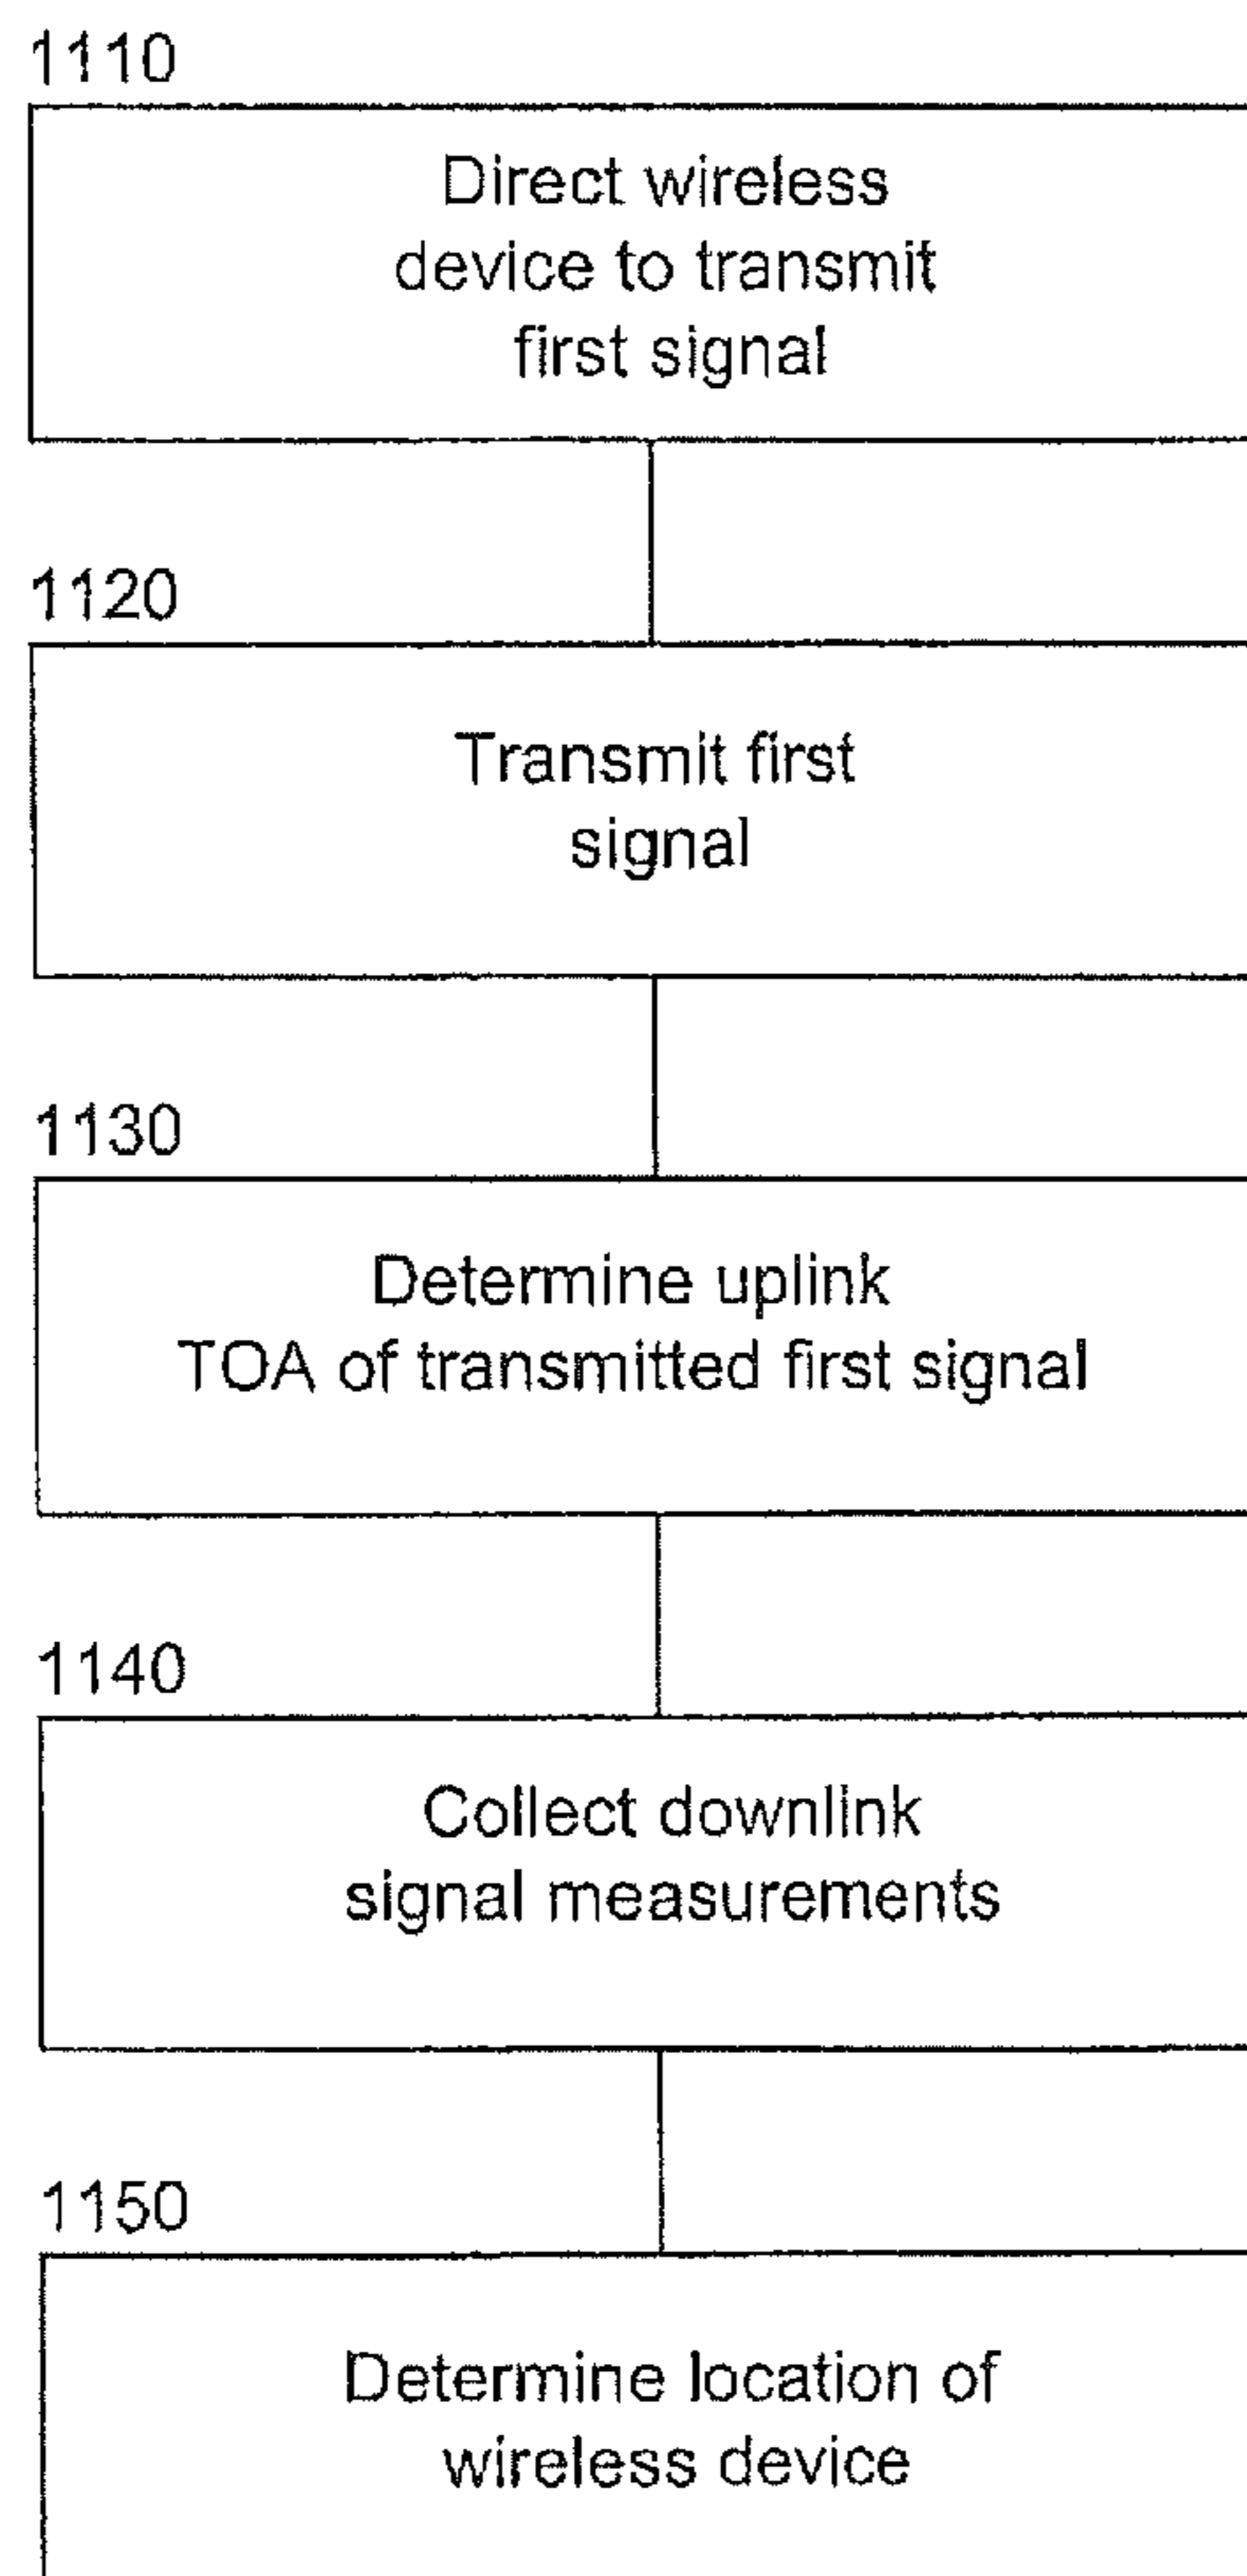 1110
Direct wireless
device to transmit
first signal
1120
Transmit first
signal
1130
Determine uplink
TOA of transmitted first signal
1140
Collect downlink
signal measurements
1150
Determine location of
wireless device